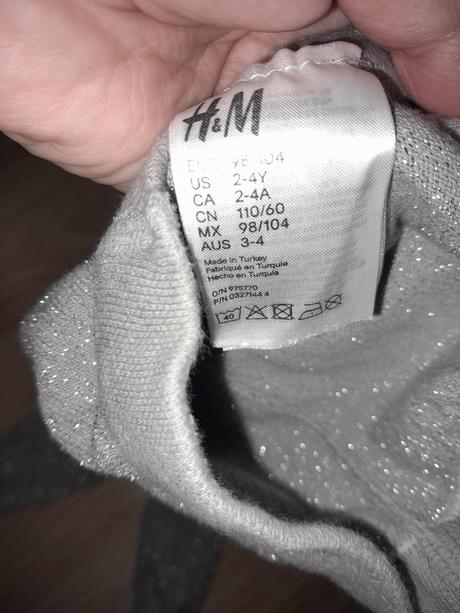 H&M
EUR 98/104
US 2-4Y
CA 2-4A
CN 110/60
MX 98/104
AUS 3-4
Made in Turkey
Fabriqué en Turquie
Hecho en Turquía
O/N 975770
P/N 0327144 4
40